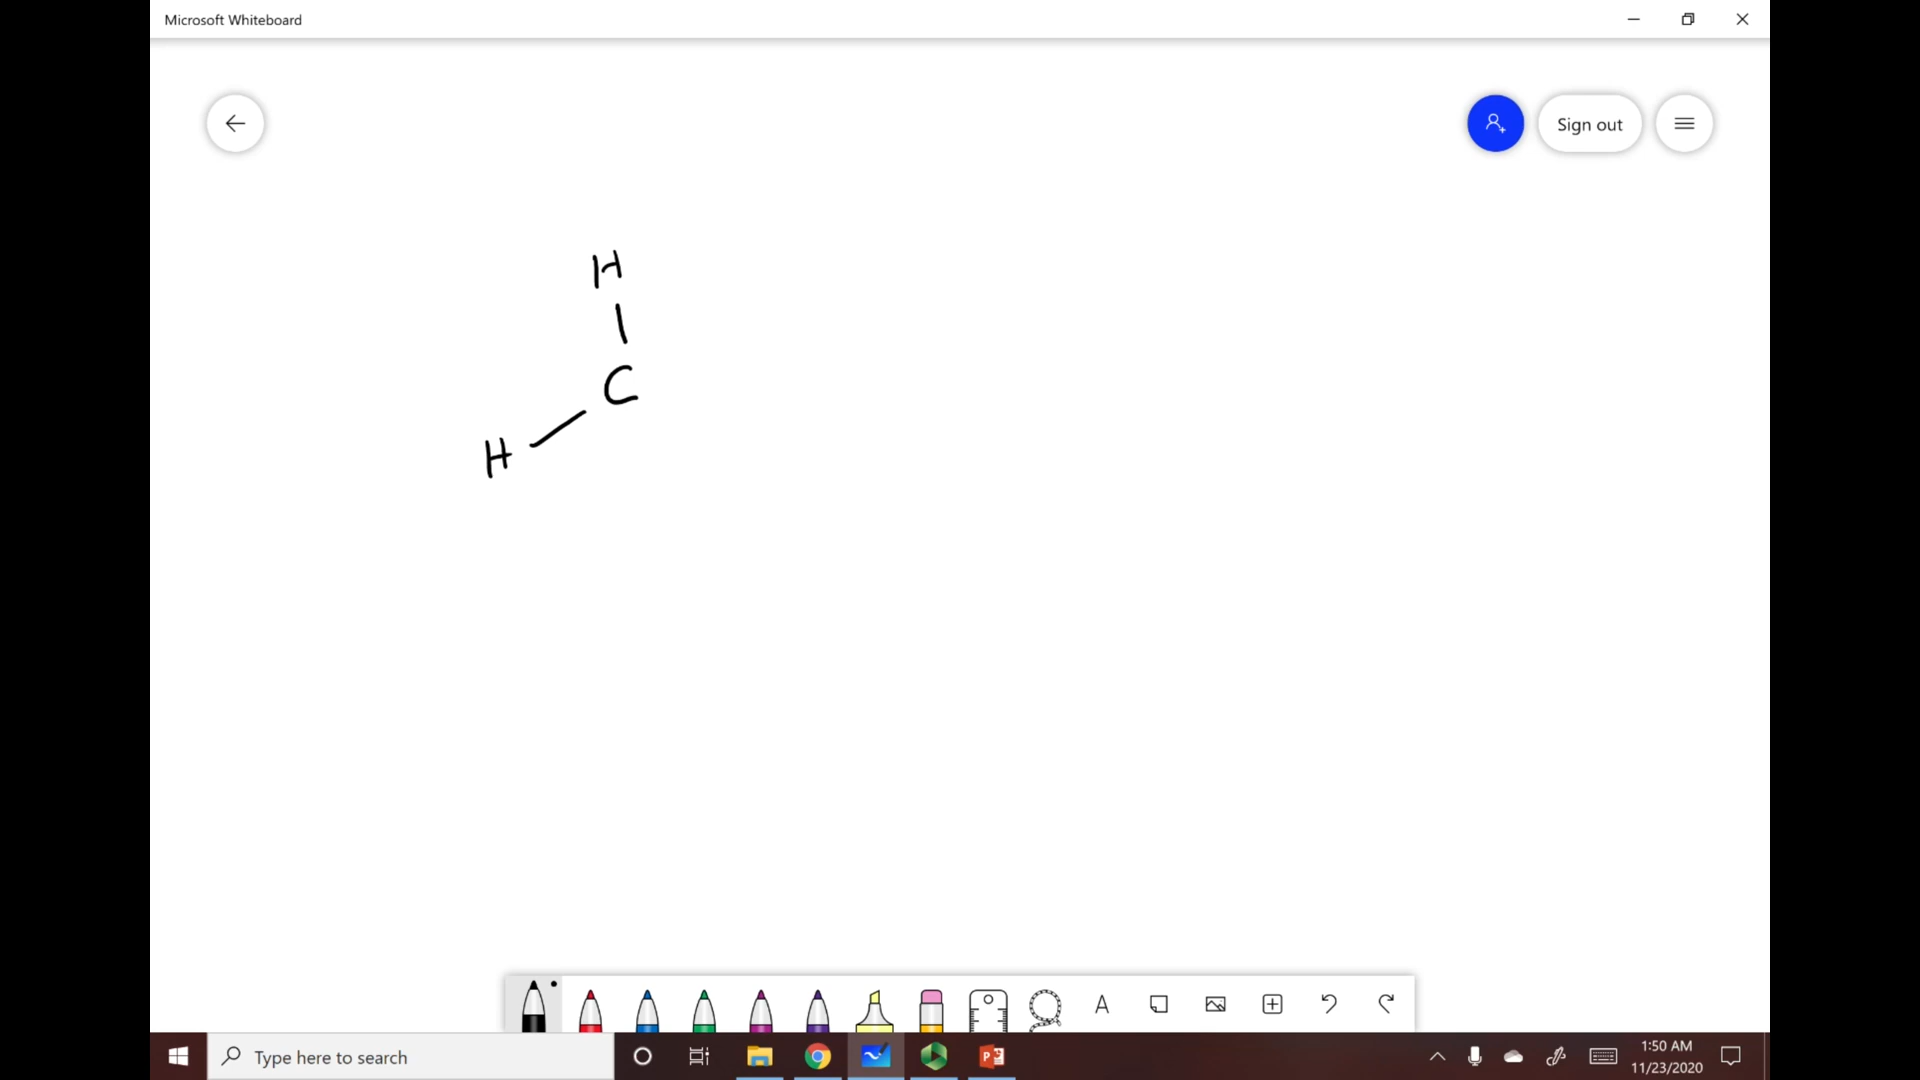 Microsoft Whiteboard
Sign out
H
C
H
A
Type here to search
1:50 AM
11/23/2020